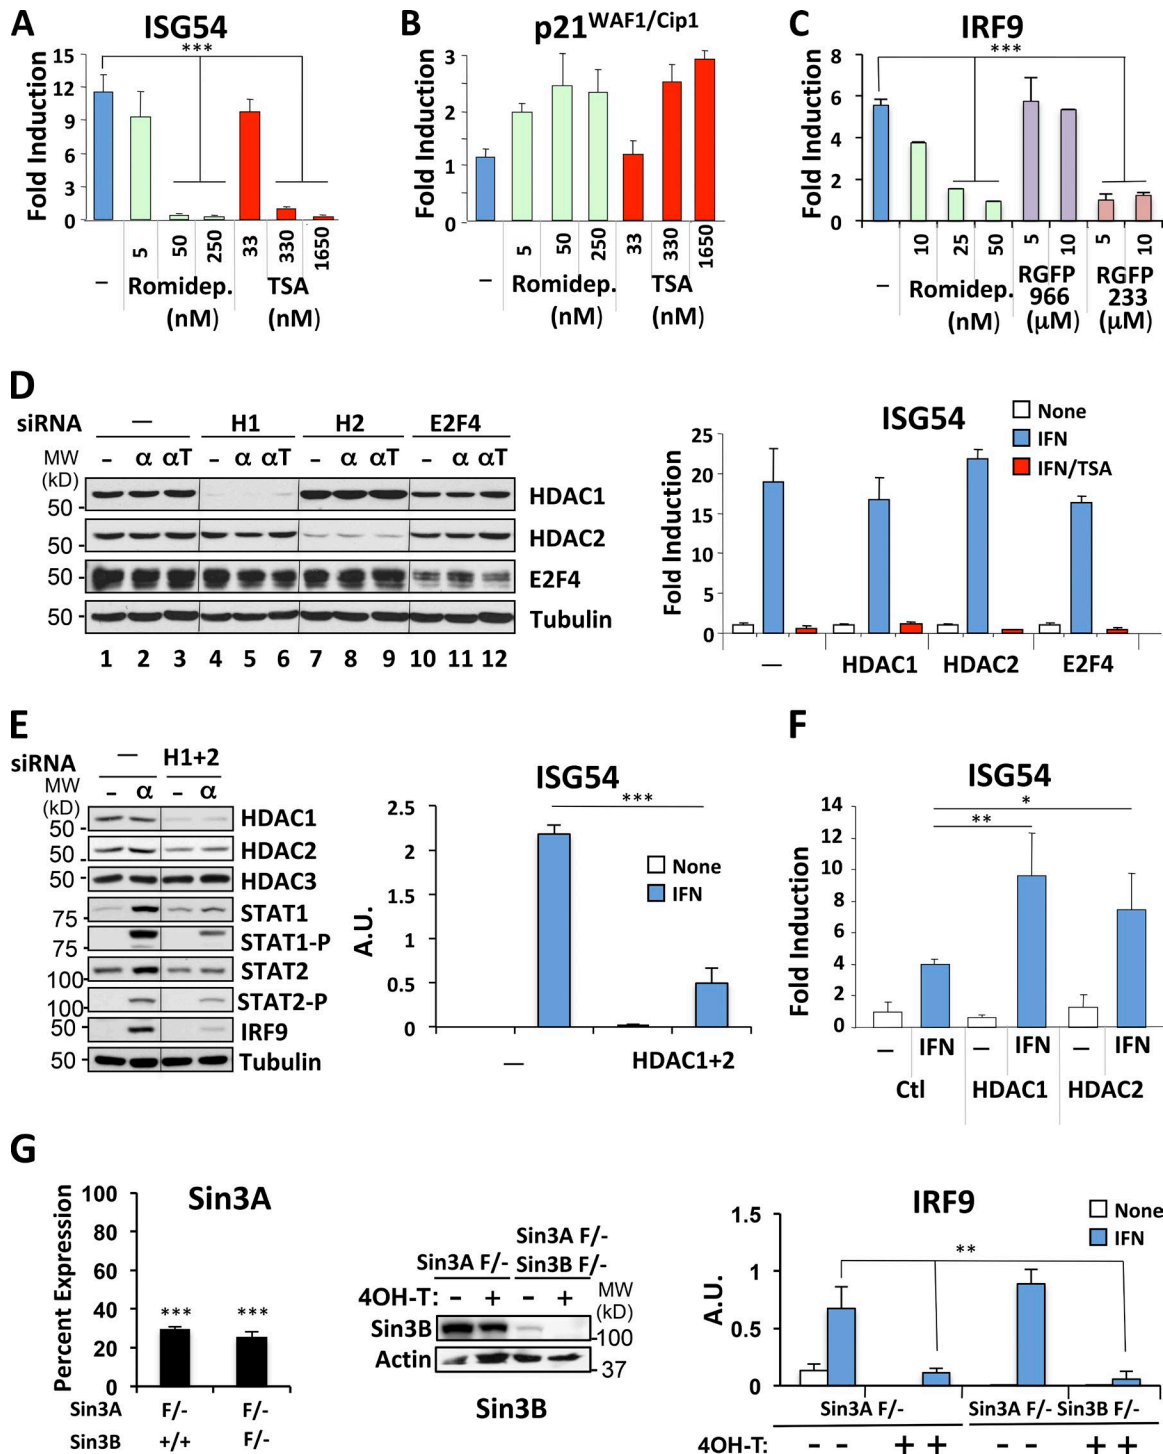 A
ISG54
***
Fold Induction
15
12
9
6
3
0
– 5 50 250 33 330 1650
Romidep. TSA
(nM) (nM)
B
p21WAF1/Cip1
Fold Induction
3
2
1
0
– 5 50 250 33 330 1650
Romidep. TSA
(nM) (nM)
C
IRF9
***
Fold Induction
8
6
4
2
0
– 10 25 50 5 10 5 10
Romidep. RGFP RGFP
966 233
(nM) (μM) (μM)
D
siRNA — H1 H2 E2F4
MW - α αT - α αT - α αT - α αT
(kD)
50 - HDAC1
50 - HDAC2
50 - E2F4
50 - Tubulin
1 2 3 4 5 6 7 8 9 10 11 12
ISG54
None
IFN
IFN/TSA
Fold Induction
25
20
15
10
5
0
— HDAC1 HDAC2 E2F4
E
siRNA — H1+2
MW - α - α
(kD)
50 - HDAC1
50 - HDAC2
50 - HDAC3
75 - STAT1
75 - STAT1-P
100 - STAT2
100 - STAT2-P
50 - IRF9
50 - Tubulin
ISG54
***
None
IFN
A.U.
2.5
2
1.5
1
0.5
0
— HDAC1+2
F
ISG54
*
**
Fold Induction
14
12
10
8
6
4
2
0
– IFN – IFN – IFN
Ctl HDAC1 HDAC2
G
Sin3A
Percent Expression
100
80
60
40
20
0
*** ***
Sin3A F/- F/-
Sin3B +/+ F/-
Sin3A F/-
Sin3A F/- Sin3B F/-
4OH-T: - + - + MW
(kD)
Sin3B -100
Actin - 37
Sin3B
IRF9
None
IFN
**
A.U.
1.5
1
0.5
0
Sin3A F/- Sin3A F/- Sin3B F/-
4OH-T: - - + + - - + +